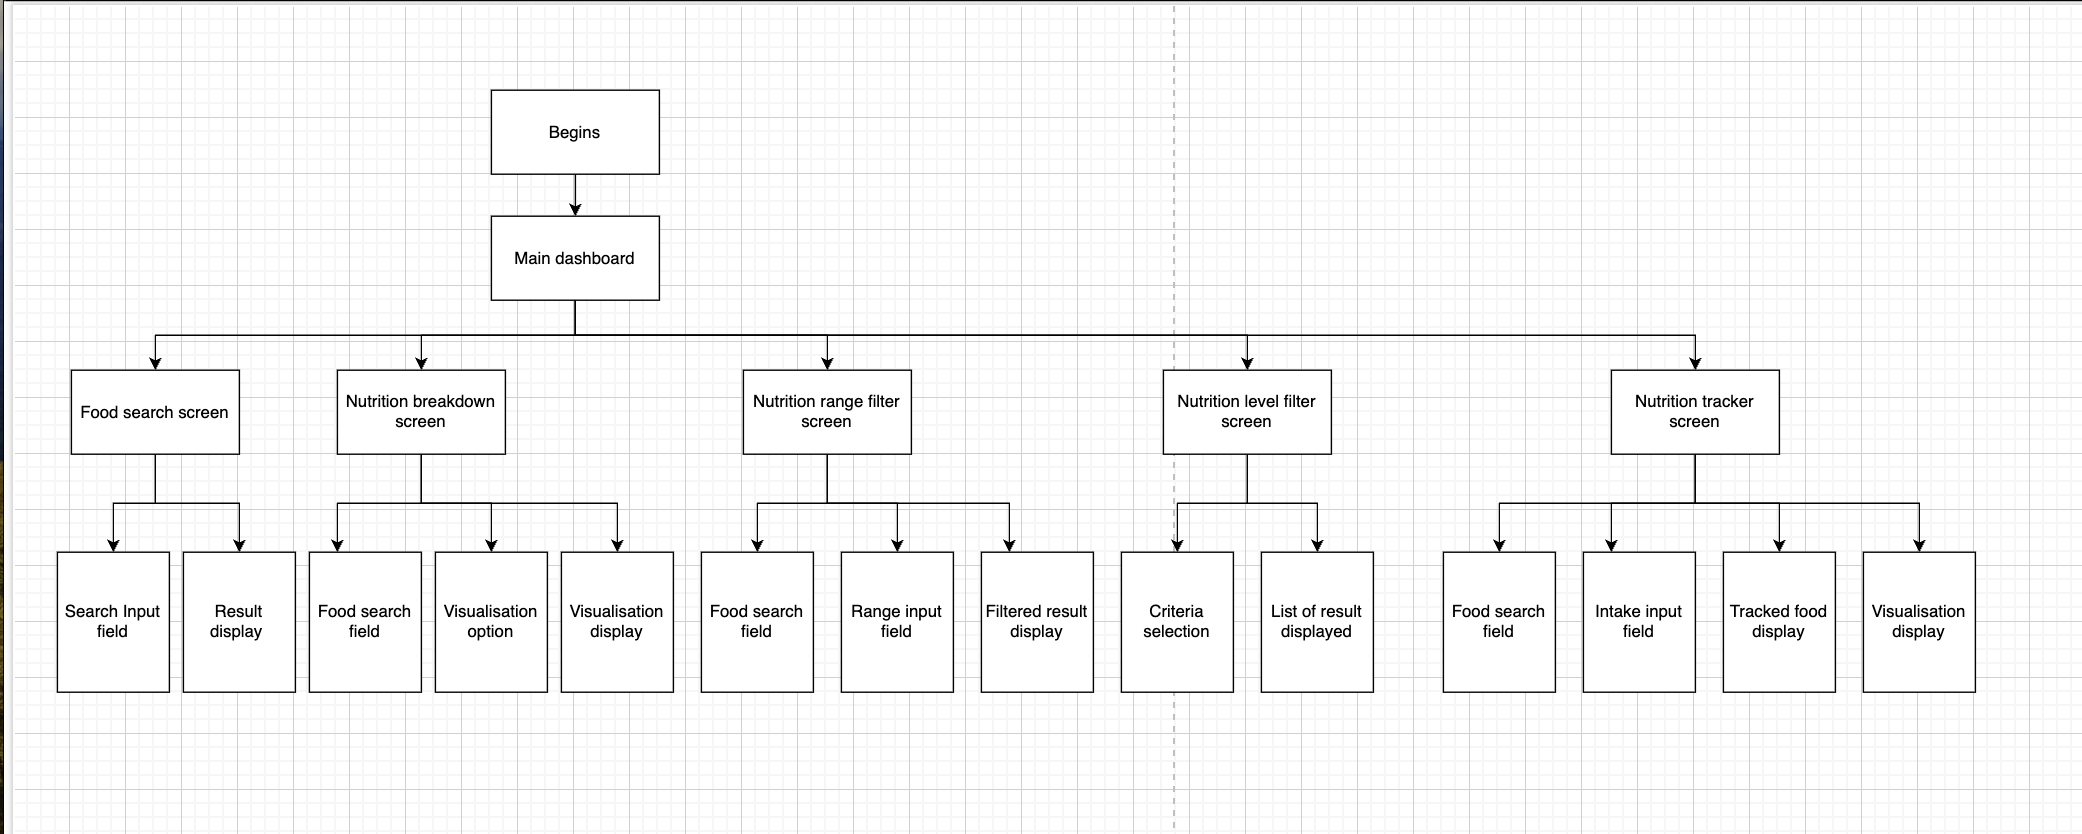 Begins
Main dashboard
Food search screen
Nutrition breakdown
screen
Nutrition range filter
screen
Nutrition level filter
screen
Nutrition tracker
screen
Search Input
field
Result
display
Food search
field
Visualisation
option
Visualisation
display
Food search
field
Range input
field
Filtered result
display
Criteria
selection
List of result
displayed
Food search
field
Intake input
field
Tracked food
display
Visualisation
display